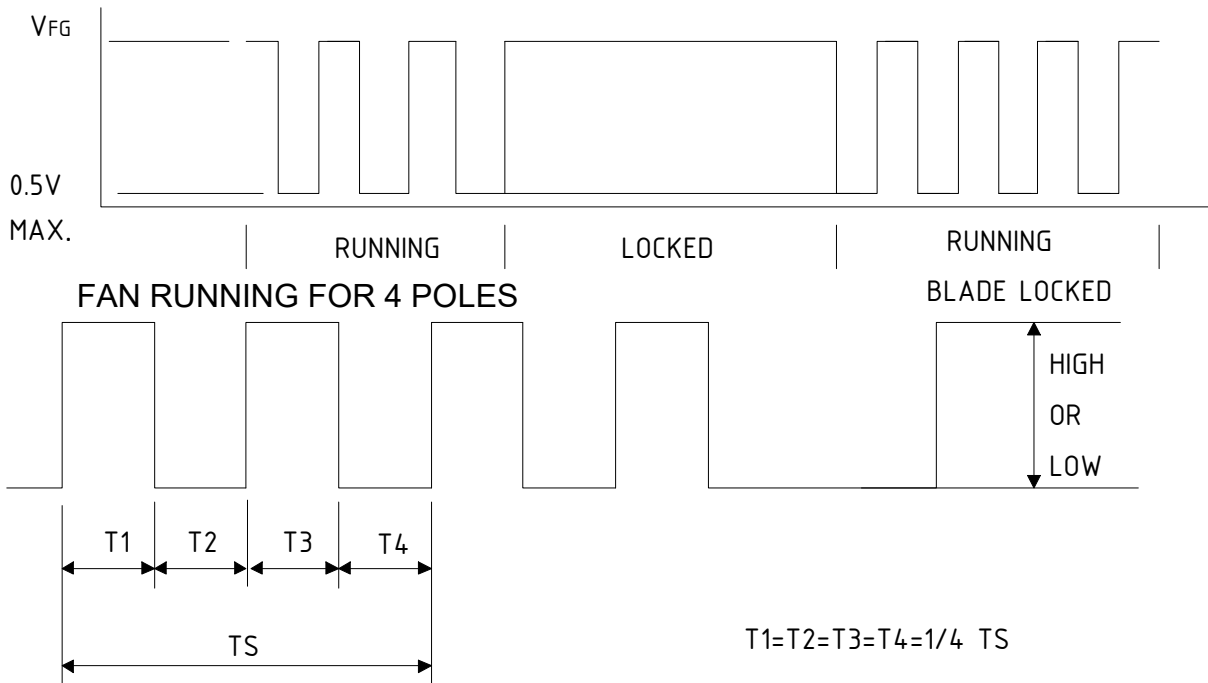 VFG
0.5V
MAX.
RUNNING
LOCKED
RUNNING
FAN RUNNING FOR 4 POLES
BLADE LOCKED
HIGH
OR
LOW
T1
T2
T3
T4
TS
T1=T2=T3=T4=1/4 TS